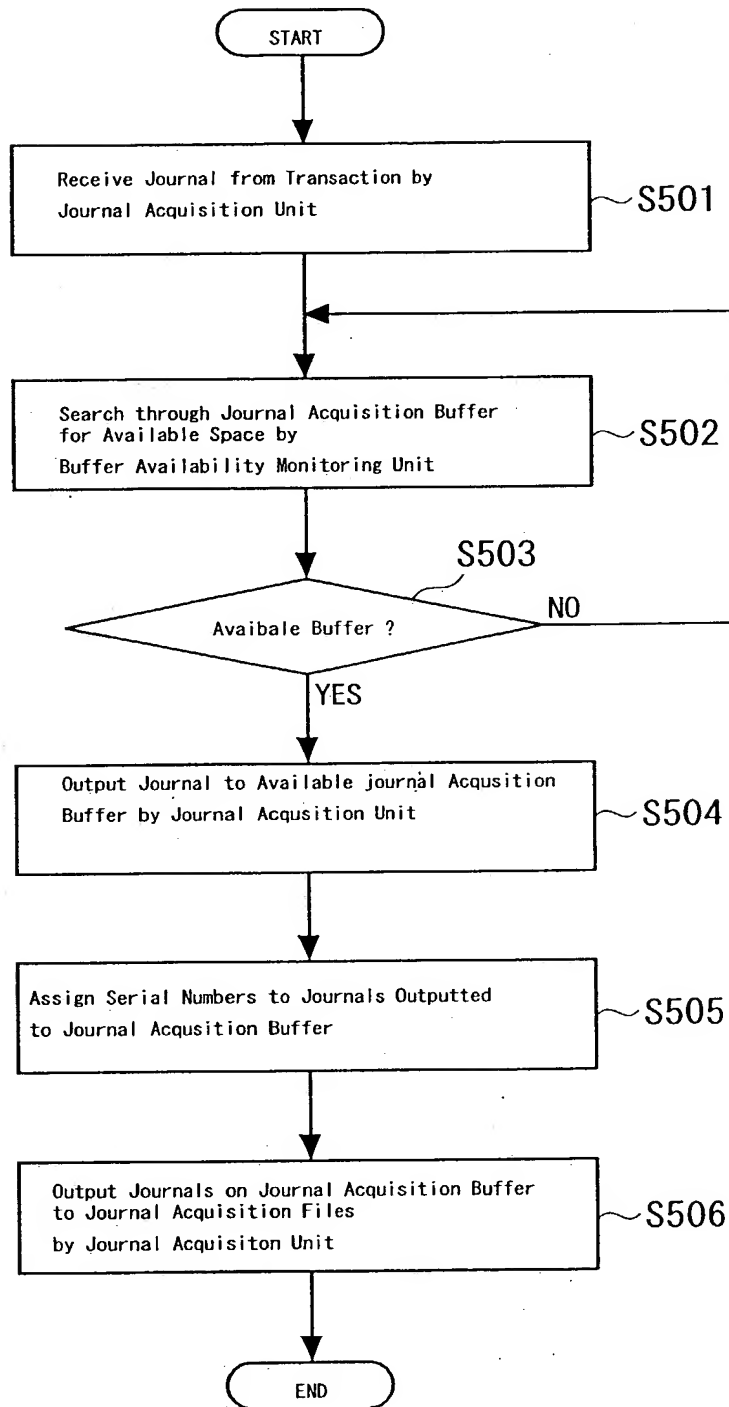 START
Receive Journal from Transaction by
Journal Acquisition Unit
S501
Search through Journal Acquisition Buffer
for Available Space by
Buffer Availability Monitoring Unit
S502
S503
Avaibale Buffer ?
NO
YES
Output Journal to Available journal Acqusition
Buffer by Journal Acqusition Unit
S504
Assign Serial Numbers to Journals Outputted
to Journal Acqusition Buffer
S505
Output Journals on Journal Acquisition Buffer
to Journal Acquisition Files
by Journal Acquisiton Unit
S506
END